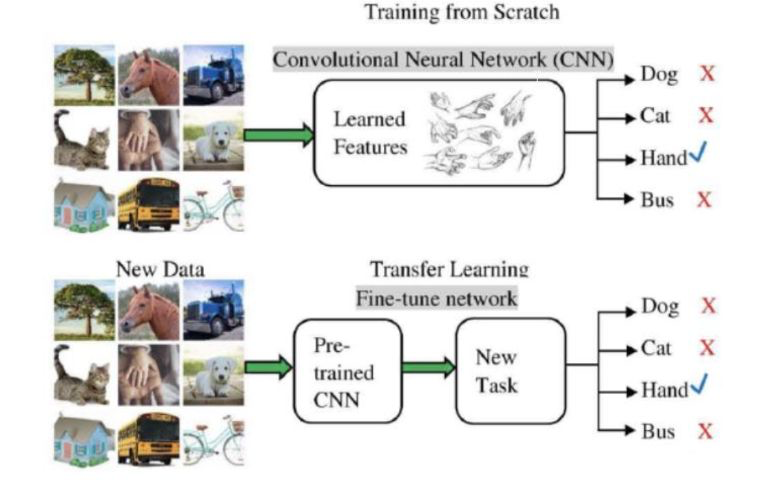 Training from Scratch
Convolutional Neural Network (CNN)
Learned
Features
Dog X
Cat X
Hand ✓
Bus X
New Data
Transfer Learning
Fine-tune network
Pre-
trained
CNN
New
Task
Dog X
Cat X
Hand ✓
Bus X